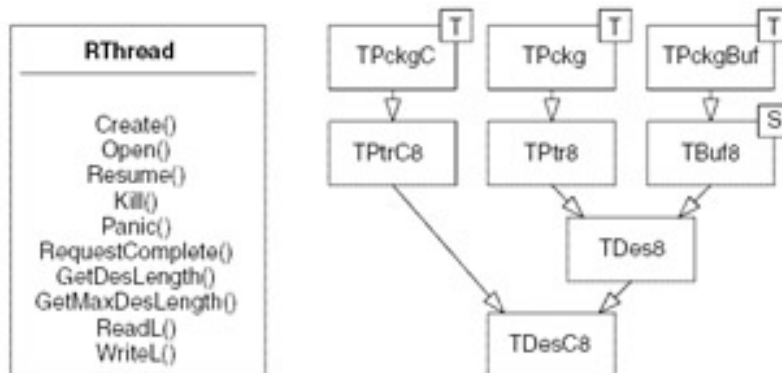 RThread
Create()
Open()
Resume()
Kill()
Panic()
RequestComplete()
GetDesLength()
GetMaxDesLength()
ReadL()
WriteL()
T
T
T
TPckgC
TPckg
TPckgBuf
S
TPtrC8
TPtr8
TBuf8
TDes8
TDesC8